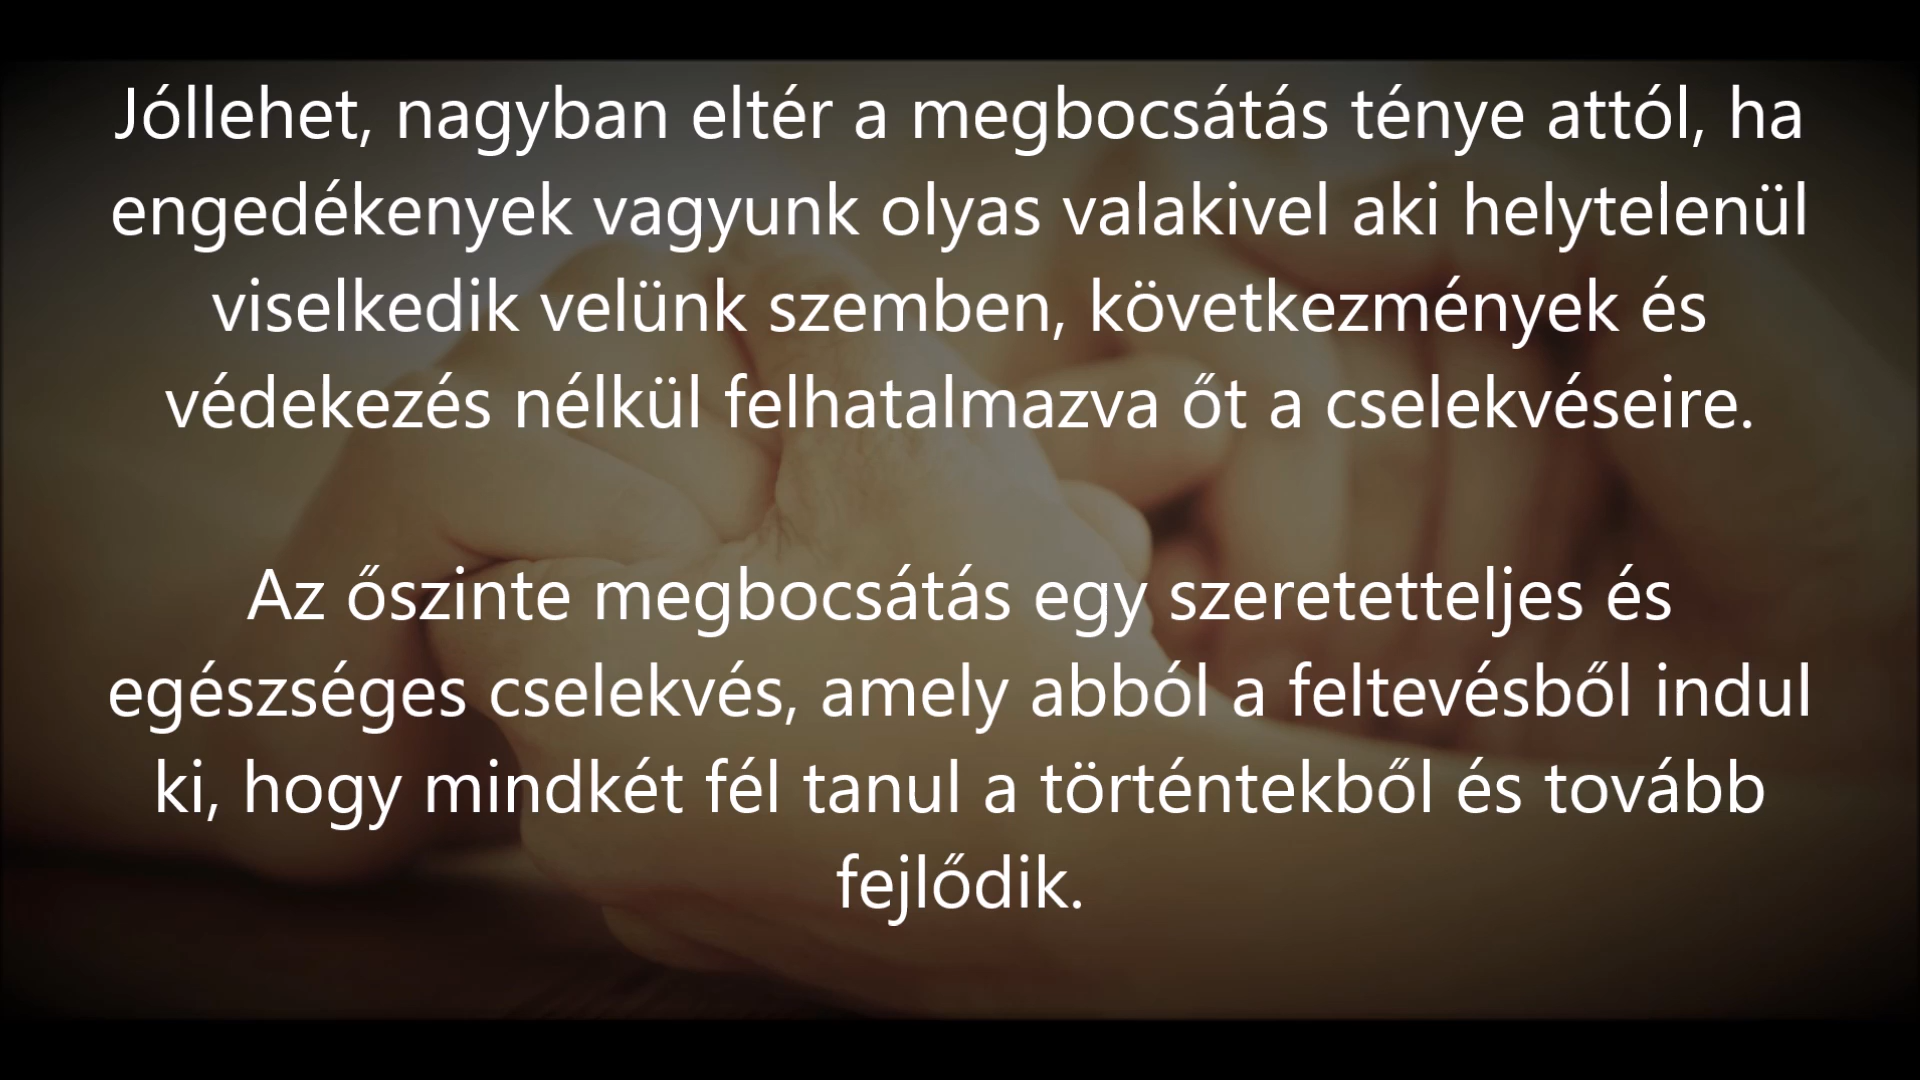 Jóllehet, nagyban eltér a megbocsátás ténye attól, ha
engedékenyek vagyunk olyas valakivel aki helytelenül
viselkedik velünk szemben, következmények és
védekezés nélkül felhatalmazva őt a cselekvéseire.
Az őszinte megbocsátás egy szeretetteljes és
egészséges cselekvés, amely abból a feltevésből indul
ki, hogy mindkét fél tanul a történtekből és tovább
fejlődik.